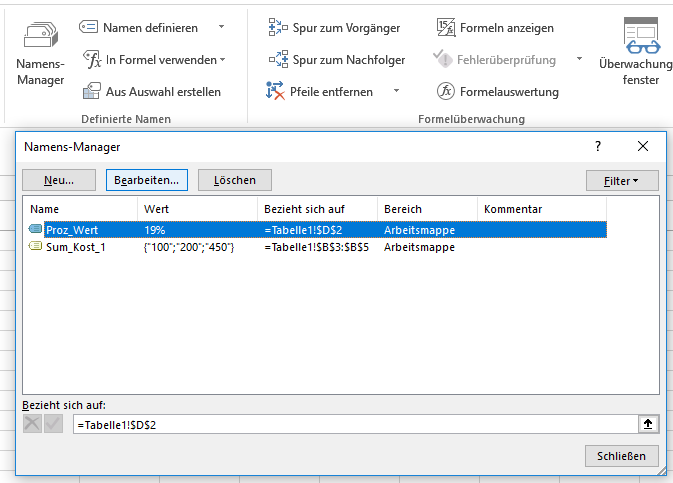 Namens-
Manager
Namen definieren
In Formel verwenden
Aus Auswahl erstellen
Definierte Namen
Spur zum Vorgänger
Spur zum Nachfolger
Pfeile entfernen
Formeln anzeigen
Fehlerüberprüfung
Formelauswertung
Formelüberwachung
Überwachung
fenster
Namens-Manager
Neu...
Bearbeiten...
Löschen
Filter
Name Wert Bezieht sich auf Bereich Kommentar
Proz_Wert 19% =Tabelle1!$D$2 Arbeitsmappe
Sum_Kost_1 {"100";"200";"450"} =Tabelle1!$B$3:$B$5 Arbeitsmappe
Bezieht sich auf:
=Tabelle1!$D$2
Schließen